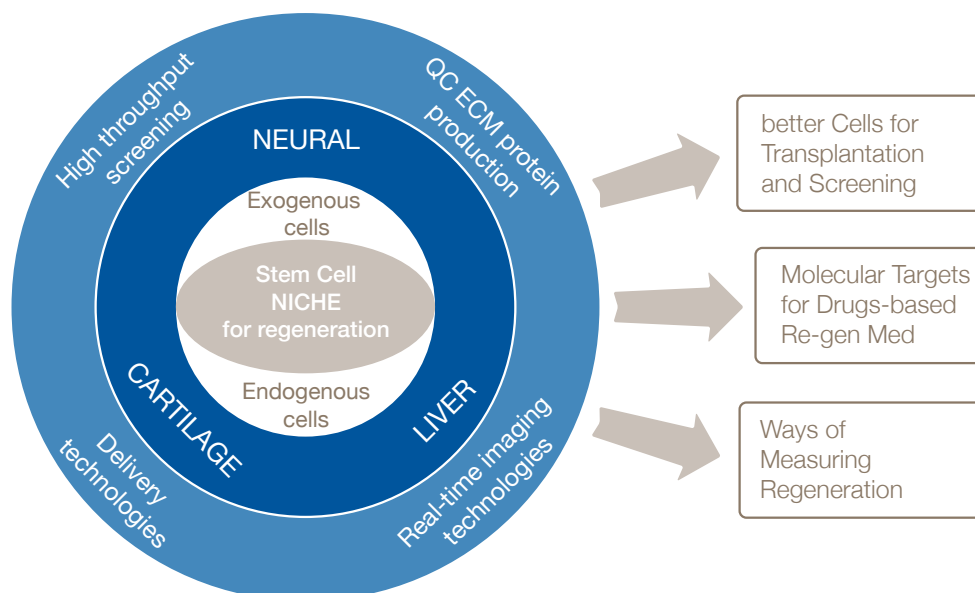 High throughput
screening
QC ECM protein
production
NEURAL
Exogenous
cells
Stem Cell
NICHE
for regeneration
Endogenous
cells
CARTILAGE
LIVER
Delivery
technologies
Real-time imaging
technologies
better Cells for
Transplantation
and Screening
Molecular Targets
for Drugs-based
Re-gen Med
Ways of
Measuring
Regeneration